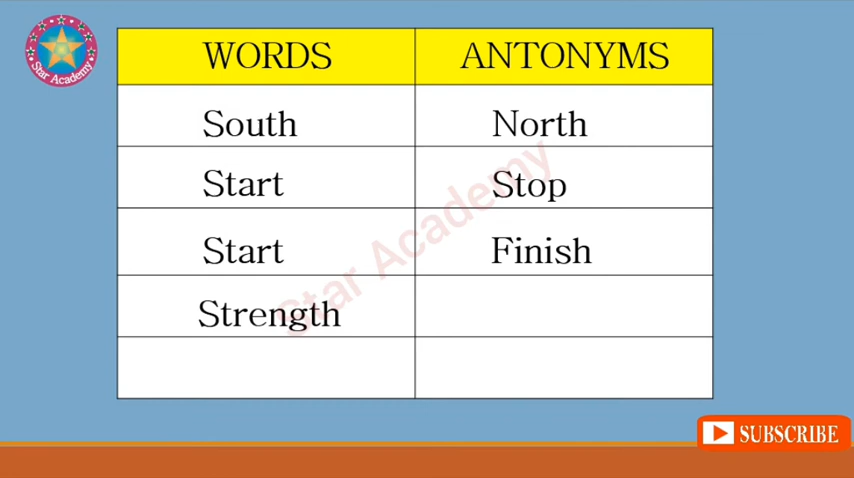 Star Academy
WORDS ANTONYMS
South North
Start Stop
Start Finish
Strength
Star Academy
SUBSCRIBE